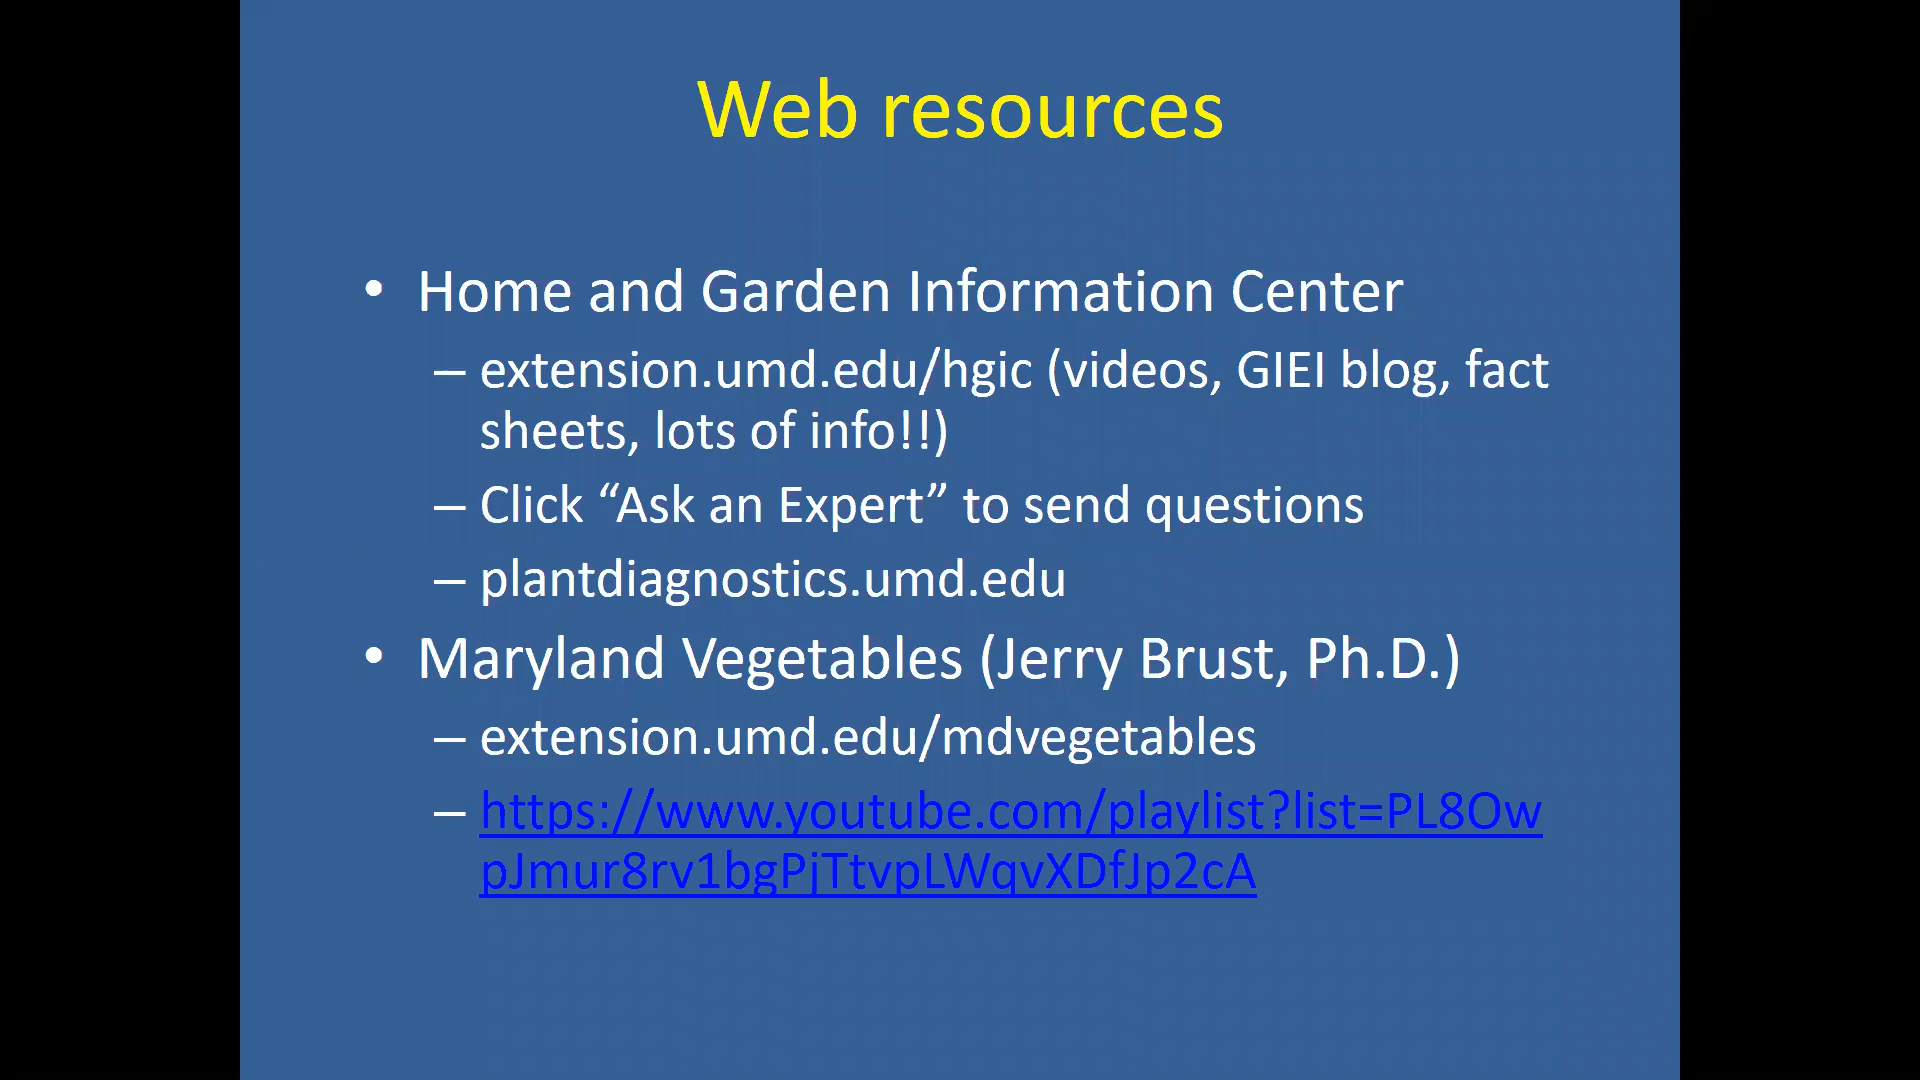 Web resources
• Home and Garden Information Center
– extension.umd.edu/hgic (videos, GIEI blog, fact
sheets, lots of info!!)
– Click “Ask an Expert” to send questions
– plantdiagnostics.umd.edu
• Maryland Vegetables (Jerry Brust, Ph.D.)
– extension.umd.edu/mdvegetables
– https://www.youtube.com/playlist?list=PL8Ow
pJmur8rv1bgPjTtvpLWqvXDfJp2cA